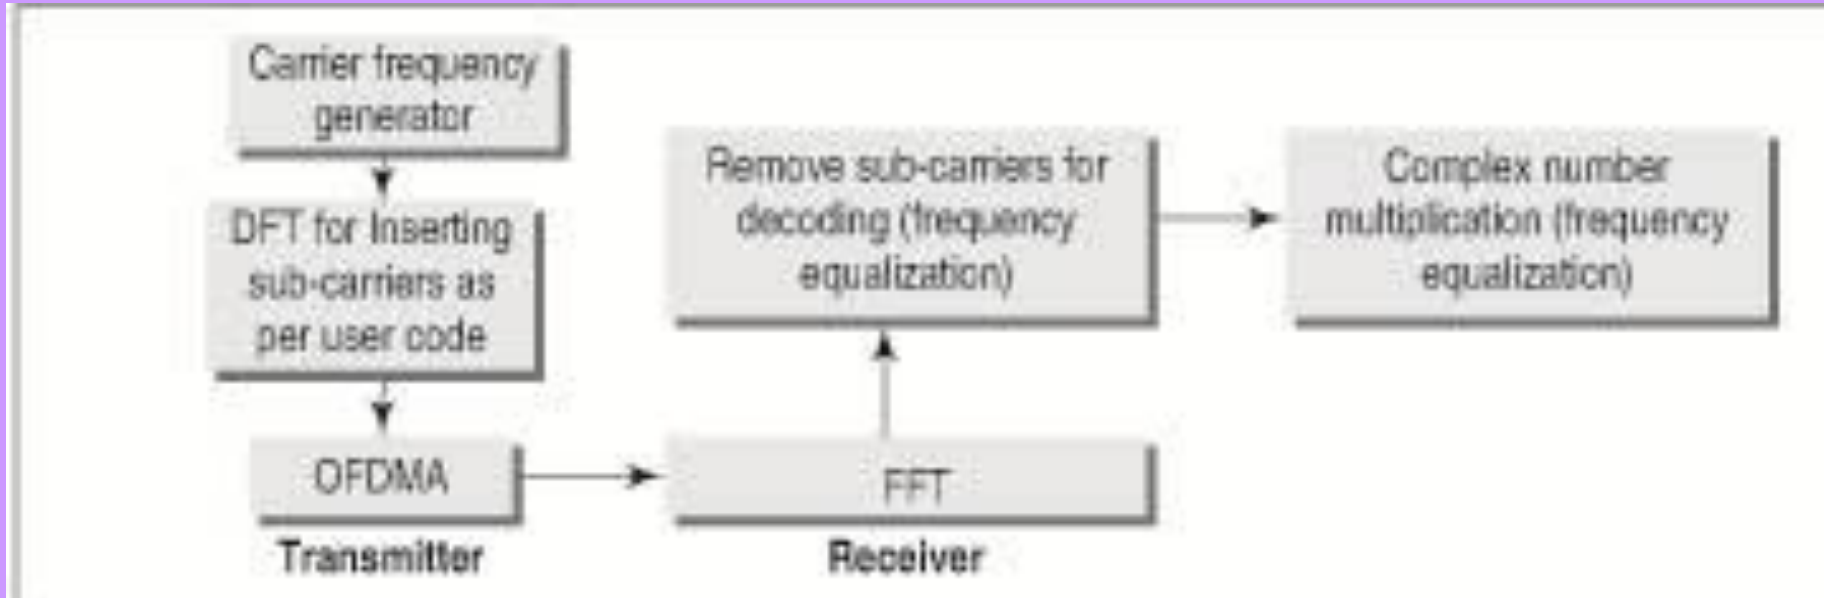 Carrier frequency
generator
DFT for Inserting
sub-carriers as
per user code
OFDMA
Transmitter
Remove sub-carriers for
decoding (frequency
equalization)
FFT
Receiver
Complex number
multiplication (frequency
equalization)